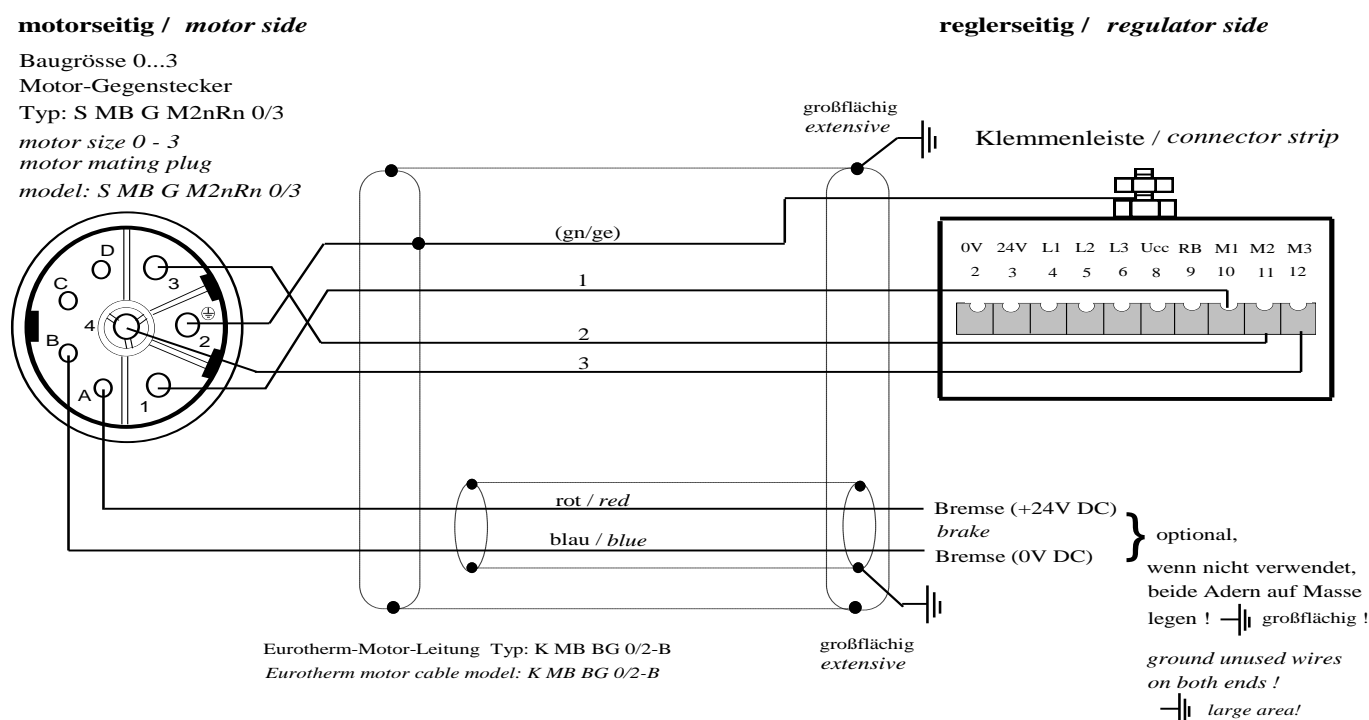 motorseitig / motor side
reglerseitig / regulator side
Baugrösse 0...3
Motor-Gegenstecker
Typ: S MB G M2nRn 0/3
motor size 0 - 3
motor mating plug
model: S MB G M2nRn 0/3
großflächig
extensive
Klemmenleiste / connector strip
(gn/ge)
1
2
3
D
C
B
A
4
3
2
1
0V 24V L1 L2 L3 Ucc RB M1 M2 M3
2 3 4 5 6 8 9 10 11 12
rot / red
blau / blue
Bremse (+24V DC)
brake
Bremse (0V DC)
} optional,
wenn nicht verwendet,
beide Adern auf Masse
legen ! großflächig !
ground unused wires
on both ends !
large area!
Eurotherm-Motor-Leitung Typ: K MB BG 0/2-B
Eurotherm motor cable model: K MB BG 0/2-B
großflächig
extensive